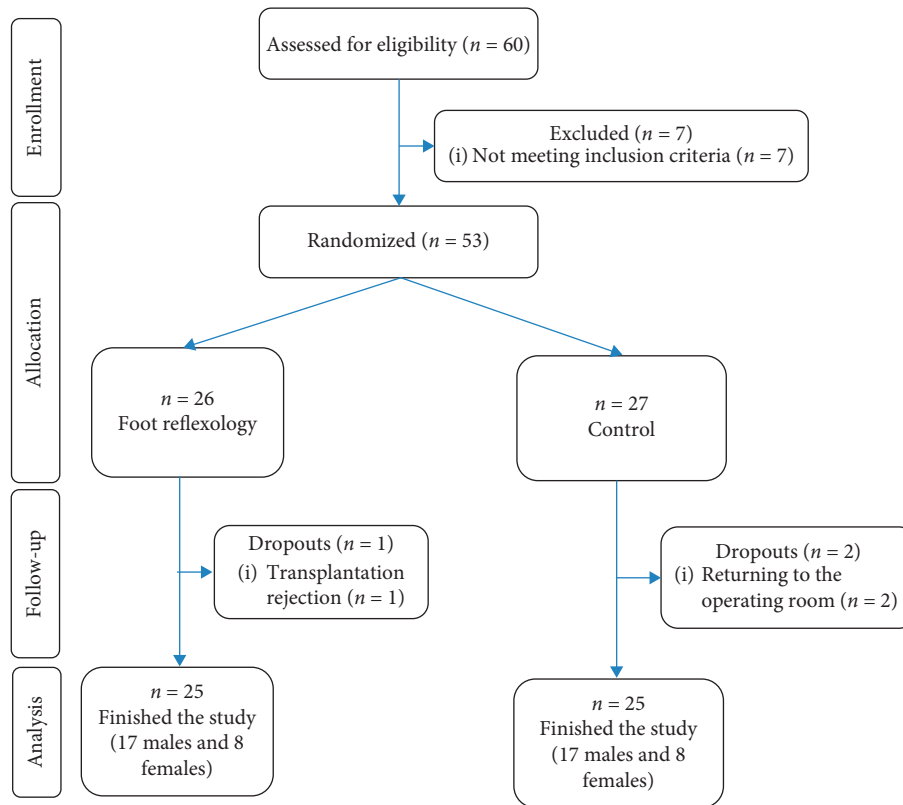 Enrollment
Assessed for eligibility (n = 60)
Excluded (n = 7)
(i) Not meeting inclusion criteria (n = 7)
Allocation
Randomized (n = 53)
n = 26
Foot reflexology
n = 27
Control
Follow-up
Dropouts (n = 1)
(i) Transplantation
rejection (n = 1)
Dropouts (n = 2)
(i) Returning to the
operating room (n = 2)
Analysis
n = 25
Finished the study
(17 males and 8
females)
n = 25
Finished the study
(17 males and 8
females)